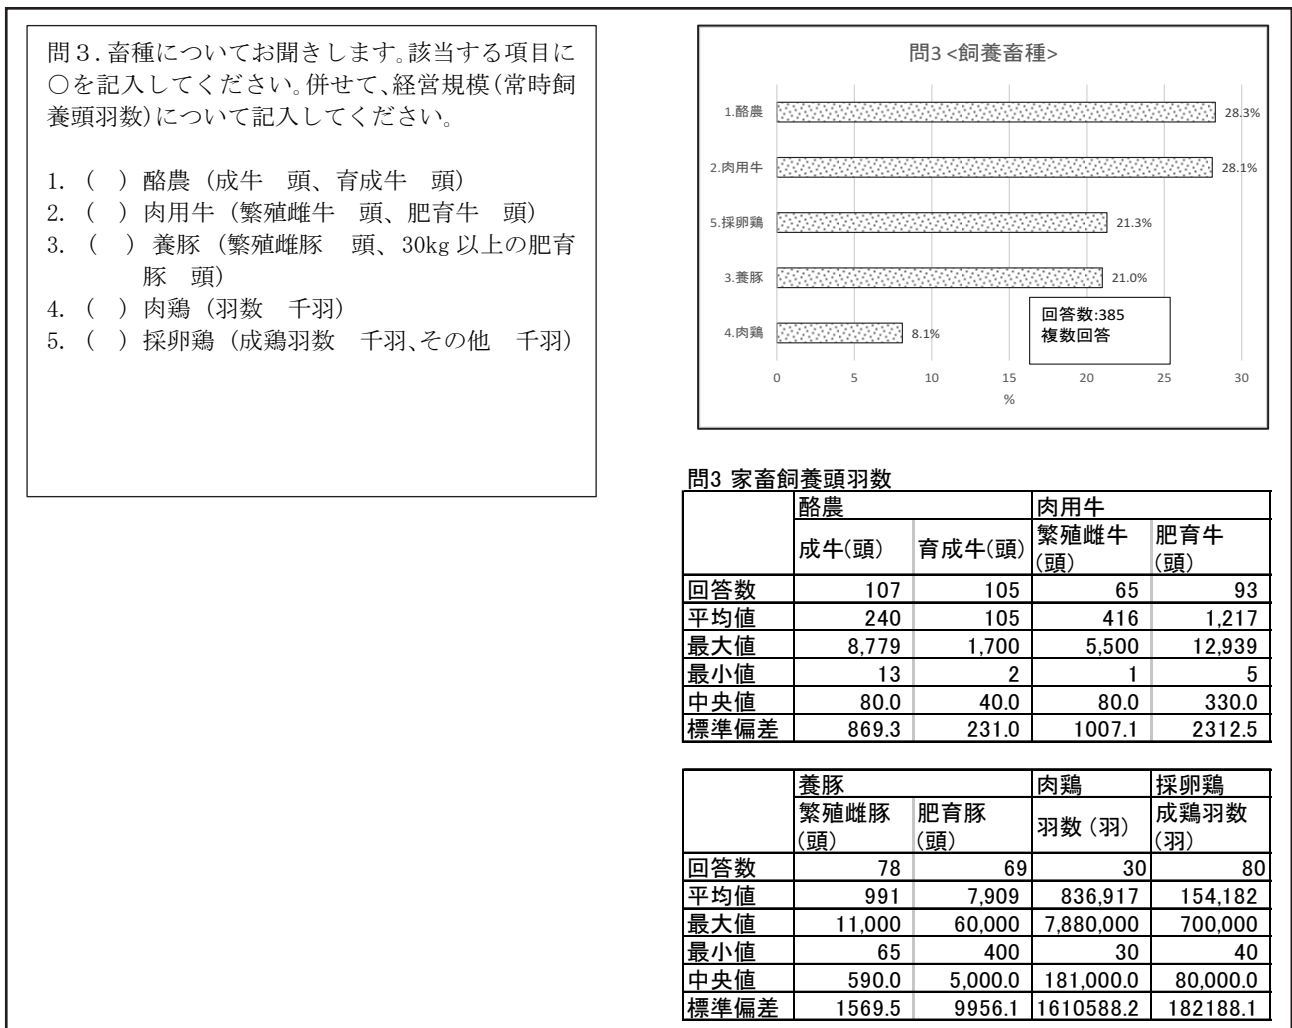 問３.畜種についてお聞きします。該当する項目に
○を記入してください。併せて、経営規模(常時飼
養頭羽数)について記入してください。
1. (　) 酪農 (成牛　頭、育成牛　頭)
2. (　) 肉用牛 (繁殖雌牛　頭、肥育牛　頭)
3. (　) 養豚 (繁殖雌豚　頭、30kg 以上の肥育
豚　頭)
4. (　) 肉鶏 (羽数　千羽)
5. (　) 採卵鶏 (成鶏羽数　千羽、その他　千羽)
問3 <飼養畜種>
1.酪農 28.3%
2.肉用牛 28.1%
5.採卵鶏 21.3%
3.養豚 21.0%
4.肉鶏 8.1%
回答数:385
複数回答
0 5 10 15 20 25 30
%
問3 家畜飼養頭羽数
酪農 肉用牛
成牛(頭) 育成牛(頭) 繁殖雌牛(頭) 肥育牛(頭)
回答数 107 105 65 93
平均値 240 105 416 1,217
最大値 8,779 1,700 5,500 12,939
最小値 13 2 1 5
中央値 80.0 40.0 80.0 330.0
標準偏差 869.3 231.0 1007.1 2312.5
養豚 肉鶏 採卵鶏
繁殖雌豚(頭) 肥育豚(頭) 羽数 (羽) 成鶏羽数(羽)
回答数 78 69 30 80
平均値 991 7,909 836,917 154,182
最大値 11,000 60,000 7,880,000 700,000
最小値 65 400 30 40
中央値 590.0 5,000.0 181,000.0 80,000.0
標準偏差 1569.5 9956.1 1610588.2 182188.1